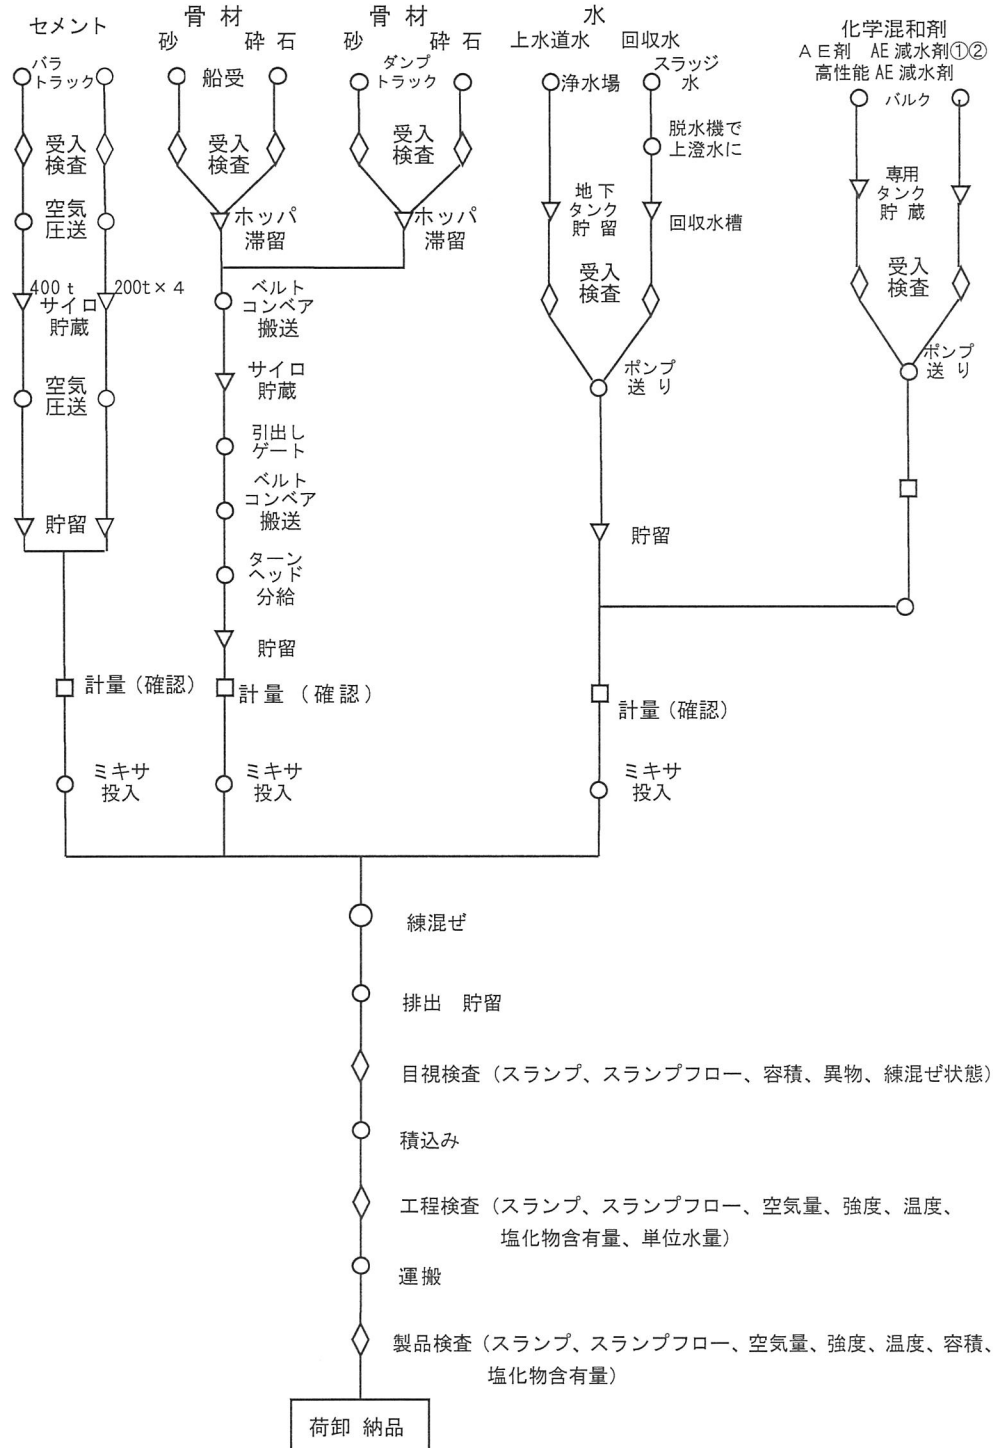 セメント
バラ
トラック
受入
検査
空気
圧送
400ｔ
200t×４
サイロ
貯蔵
空気
圧送
貯留
計量（確認）
ミキサ
投入
骨 材
砂
砕 石
船受
受入
検査
ホッパ
滞留
骨 材
砂
砕 石
ダンプ
トラック
受入
検査
ホッパ
滞留
ベルト
コンベア
搬送
サイロ
貯蔵
引出し
ゲート
ベルト
コンベア
搬送
ターン
ヘッド
分給
貯留
計量（確認）
ミキサ
投入
水
上水道水
回収水
浄水場
スラッジ
水
脱水機で
上澄水に
地下
タンク
貯留
回収水槽
受入
検査
ポンプ
送り
貯留
計量（確認）
ミキサ
投入
化学混和剤
ＡＥ剤　AE減水剤①②
高性能AE減水剤
バルク
専用
タンク
貯蔵
受入
検査
ポンプ
送り
練混ぜ
排出　貯留
目視検査（スランプ、スランプフロー、容積、異物、練混ぜ状態）
積込み
工程検査（スランプ、スランプフロー、空気量、強度、温度、
塩化物含有量、単位水量）
運搬
製品検査（スランプ、スランプフロー、空気量、強度、温度、容積、
塩化物含有量）
荷卸 納品